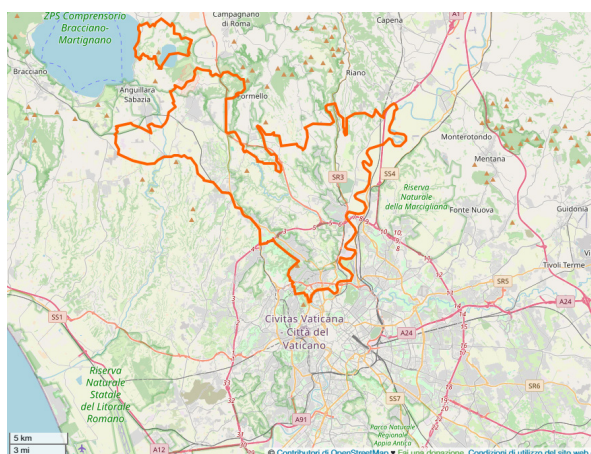 ZPS Comprensorio
Bracciano-
Martignano
Campagnano
di Roma
Capena
A1
Bracciano
Riano
Anguillara
Sabazia
Formello
Monterotondo
Mentana
SR3
SS4
Riserva
Naturale
della Marcigliana
Fonte Nuova
Guidonia
Tivoli Terme
SR5
A24
Civitas Vaticana
- Città del
Vaticano
A24
SS1
Riserva
Naturale
Statale
del Litorale
Romano
SR6
SS7
A91
Parco Naturale
Regionale
Appia Antica
A12
5 km
3 mi
© Contributori di OpenStreetMap ♥ Fai una donazione. Condizioni di utilizzo del sito web